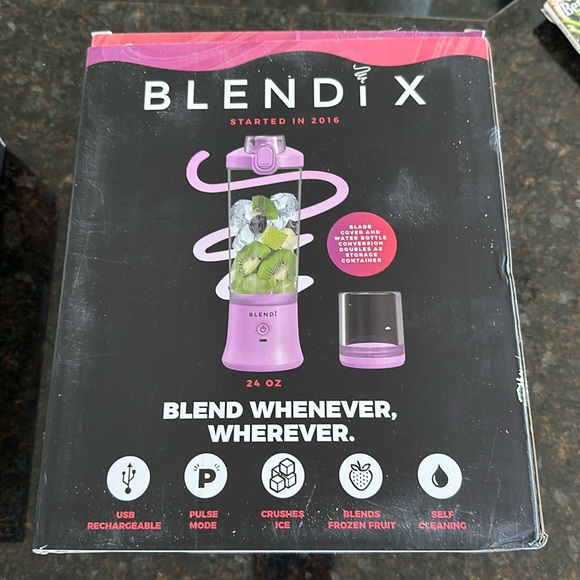 BLENDi X
STARTED IN 2016
BLADE
COVER AND
WATER BOTTLE
CONVERSIGH
DOUBLES AS
STORAGE
CONTAINER
BLENDi
24 OZ
BLEND WHENEVER,
WHEREVER.
P
USB
RECHARGEABLE
PULSE
MODE
CRUSHES
ICE
BLENDS
FROZEN FRUIT
SELF
CLEANING